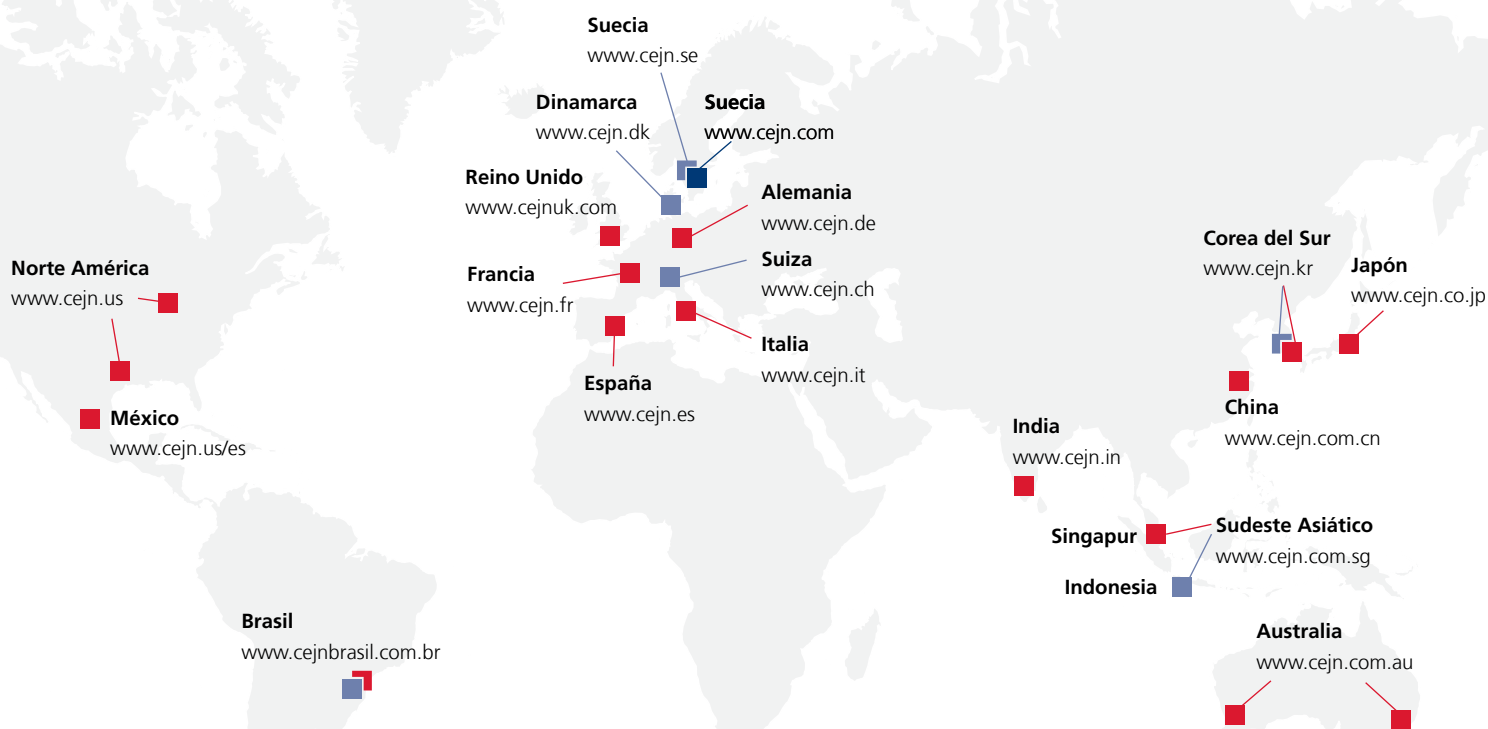 Suecia
www.cejn.se
Dinamarca
www.cejn.dk
Suecia
www.cejn.com
Reino Unido
www.cejnuk.com
Alemania
www.cejn.de
Norte América
www.cejn.us
Francia
www.cejn.fr
Suiza
www.cejn.ch
Corea del Sur
www.cejn.kr
Japón
www.cejn.co.jp
Italia
www.cejn.it
España
www.cejn.es
México
www.cejn.us/es
China
www.cejn.com.cn
India
www.cejn.in
Singapur
Sudeste Asiático
www.cejn.com.sg
Indonesia
Brasil
www.cejnbrasil.com.br
Australia
www.cejn.com.au